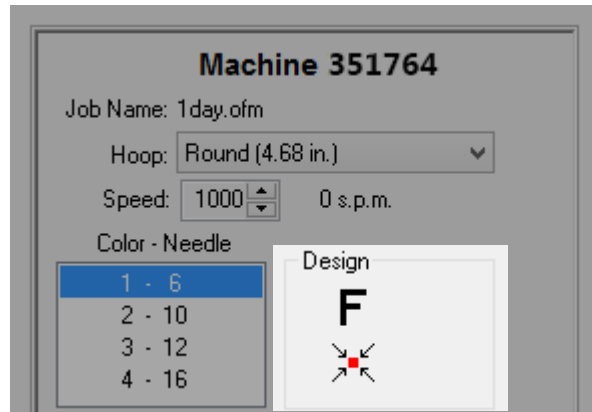 Machine 351764
Job Name: 1day.ofm
Hoop: Round (4.68 in.)
Speed: 1000 0 s.p.m.
Color - Needle
1 - 6
2 - 10
3 - 12
4 - 16
Design
F